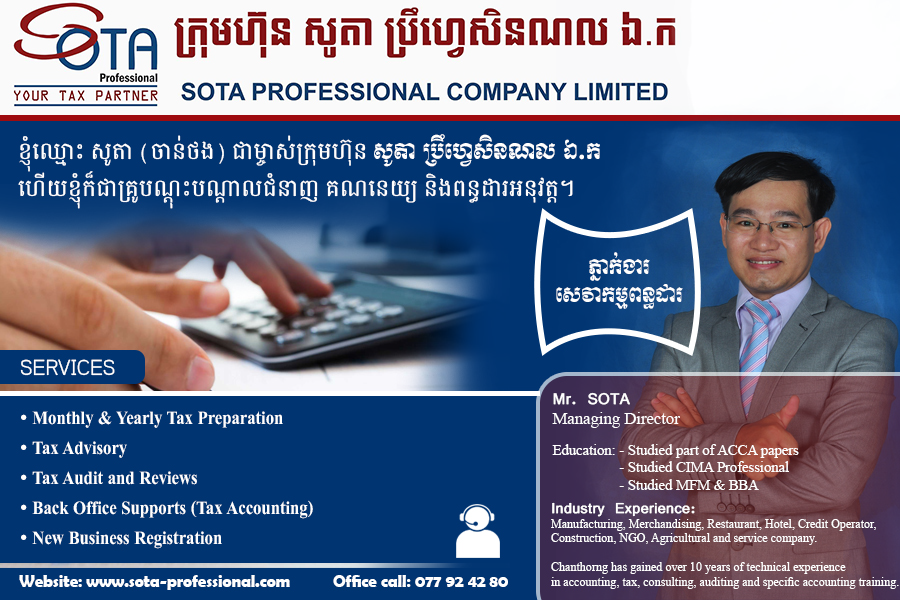 SOTA
Professional
YOUR TAX PARTNER
ក្រុមហ៊ុន សូតា ប្រឹហ្វេសិនណល ឯ.ក
SOTA PROFESSIONAL COMPANY LIMITED
ខ្ញុំឈ្មោះ សូតា (ចាន់ថង) ជាម្ចាស់ក្រុមហ៊ុន សូតា ប្រឹហ្វេសិនណល ឯ.ក
ហើយខ្ញុំក៏ជាគ្រូបណ្ដុះបណ្ដាលជំនាញ គណនេយ្យ និងពន្ធដារអនុវត្ត។
ភ្នាក់ងារ
សេវាកម្មពន្ធដារ
SERVICES
• Monthly & Yearly Tax Preparation
• Tax Advisory
• Tax Audit and Reviews
• Back Office Supports (Tax Accounting)
• New Business Registration
Website: www.sota-professional.com Office call: 077 92 42 80
Mr. SOTA
Managing Director
Education: - Studied part of ACCA papers
- Studied CIMA Professional
- Studied MFM & BBA
Industry Experience:
Manufacturing, Merchandising, Restaurant, Hotel, Credit Operator,
Construction, NGO, Agricultural and service company.
Chanthorng has gained over 10 years of technical experience
in accounting, tax, consulting, auditing and specific accounting training.